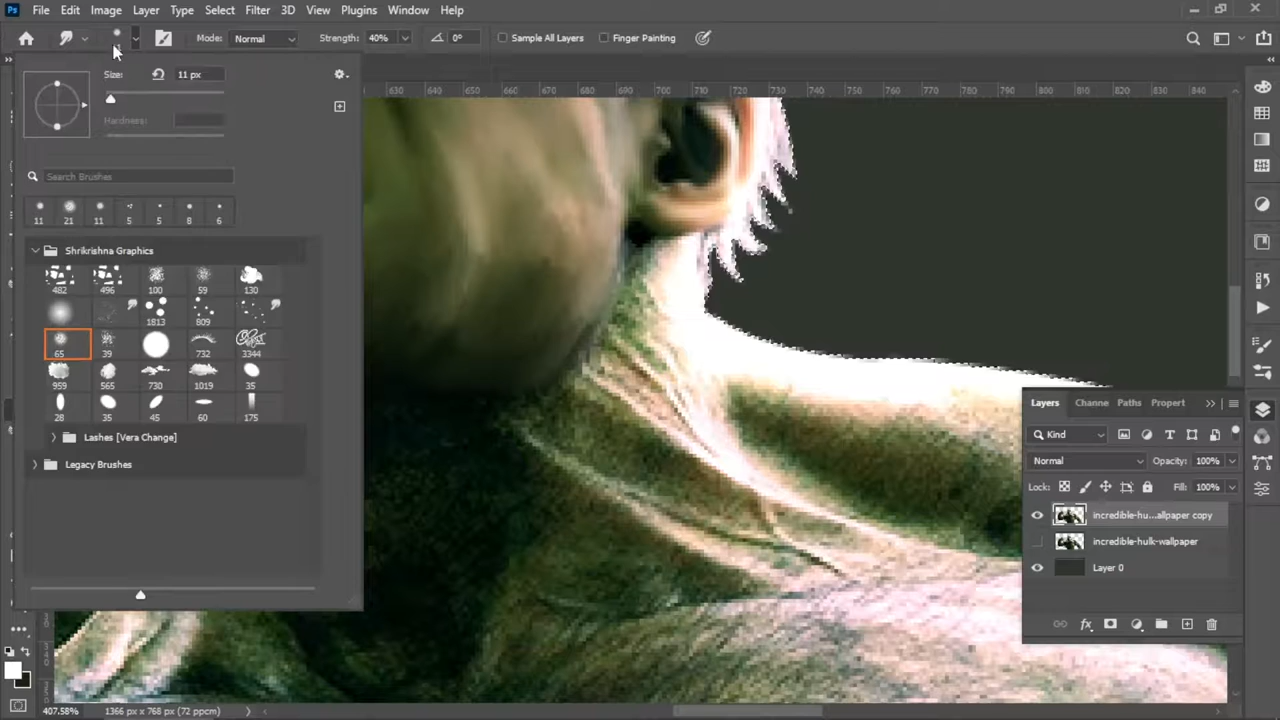 Ps File Edit Image Layer Type Select Filter 3D View Plugins Window Help
Mode: Normal Strength: 40% 0° Sample All Layers Finger Painting
Size: 11 px
630 640 650 660 670 680 690 700 710 720 730 740 750 760 770 780 790 800 810 820 830 840
Hardness:
Search Brushes
11 21 11 5 5 8 6
Shrikrishna Graphics
482 496 100 59 130
1813 809
65 39 732 3344
959 565 730 1019 35
28 35 45 60 175
Lashes [Vera Change]
Legacy Brushes
Layers Channe Paths Propert
Kind
Normal Opacity: 100%
Lock: Fill: 100%
incredible-hu...allpaper copy
incredible-hulk-wallpaper
Layer 0
407.58% 1366 px x 768 px (72 ppcm)